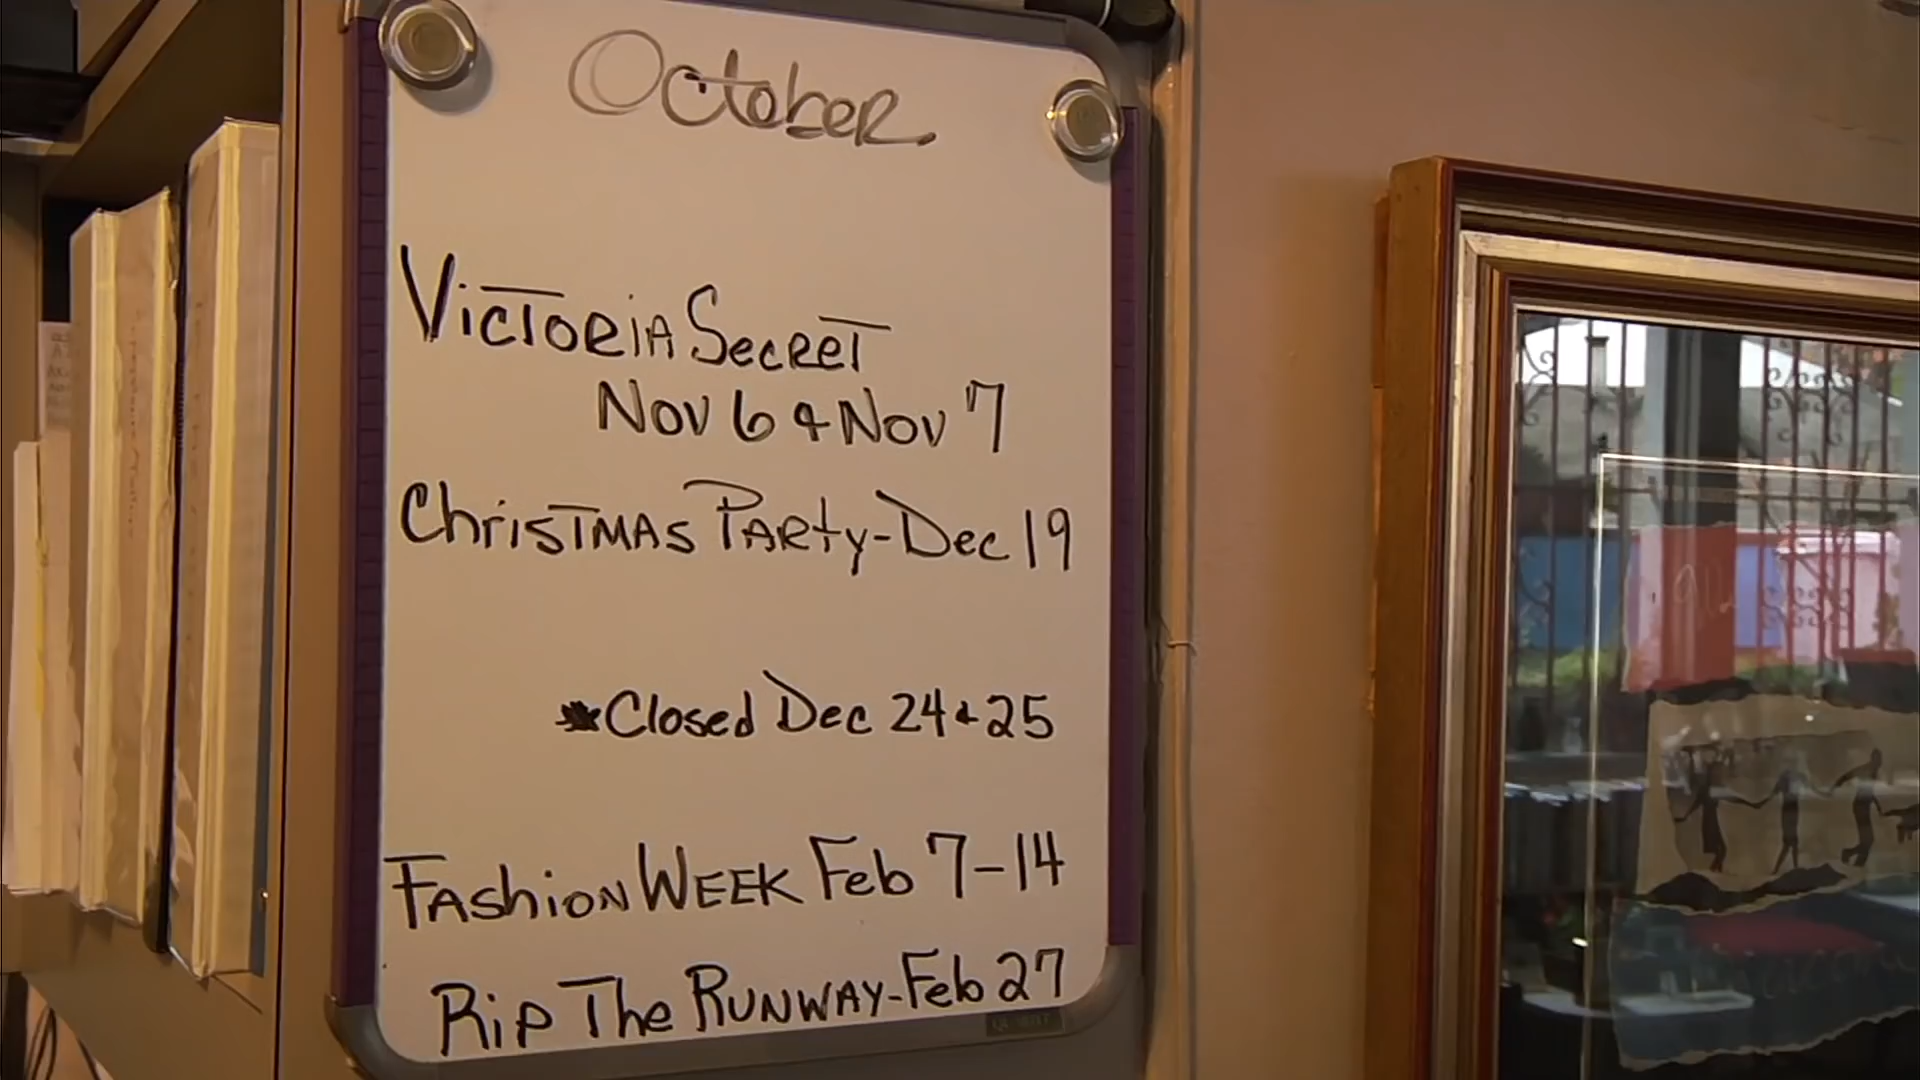 October
Victoria Secret
Nov 6 & Nov 7
Christmas Party-Dec 19
*Closed Dec 24 & 25
Fashion Week Feb 7-14
Rip The Runway-Feb 27